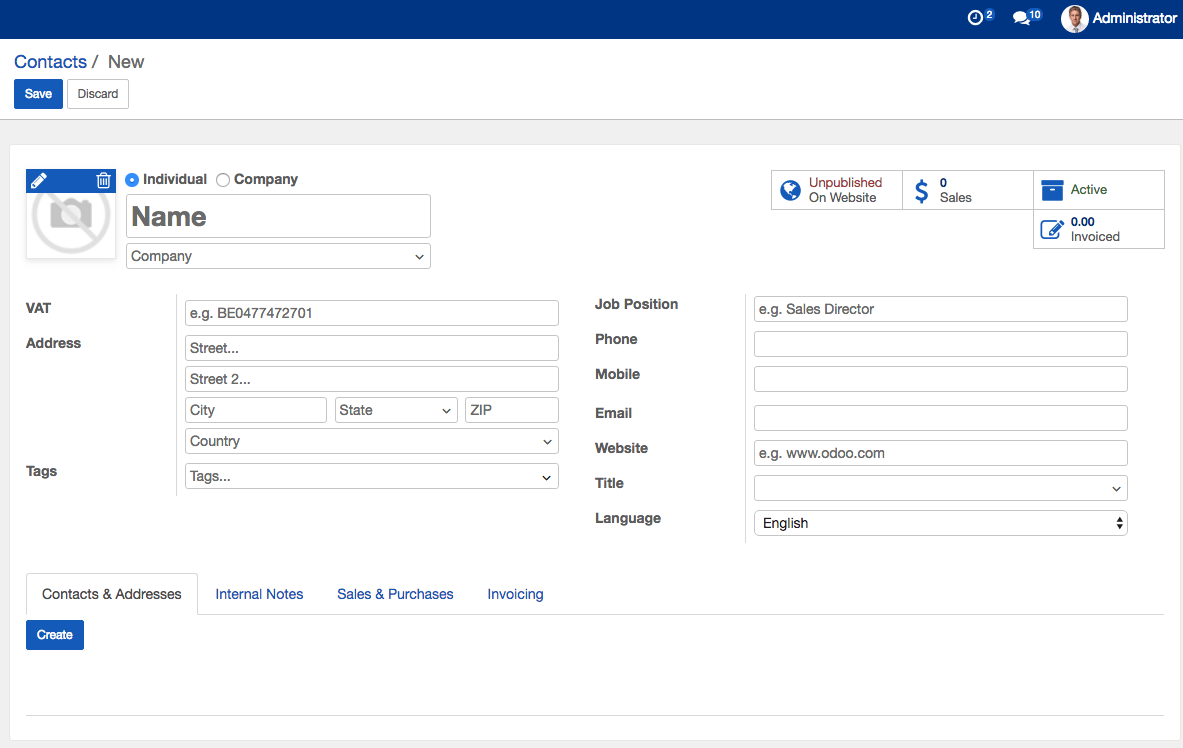 2 10 Administrator
Contacts / New
Save Discard
Individual Company
Name
Company
Unpublished
On Website
0
Sales
Active
0.00
Invoiced
VAT e.g. BE0477472701
Address Street...
Street 2...
City State ZIP
Country
Tags Tags...
Job Position e.g. Sales Director
Phone
Mobile
Email
Website e.g. www.odoo.com
Title
Language English
Contacts & Addresses Internal Notes Sales & Purchases Invoicing
Create